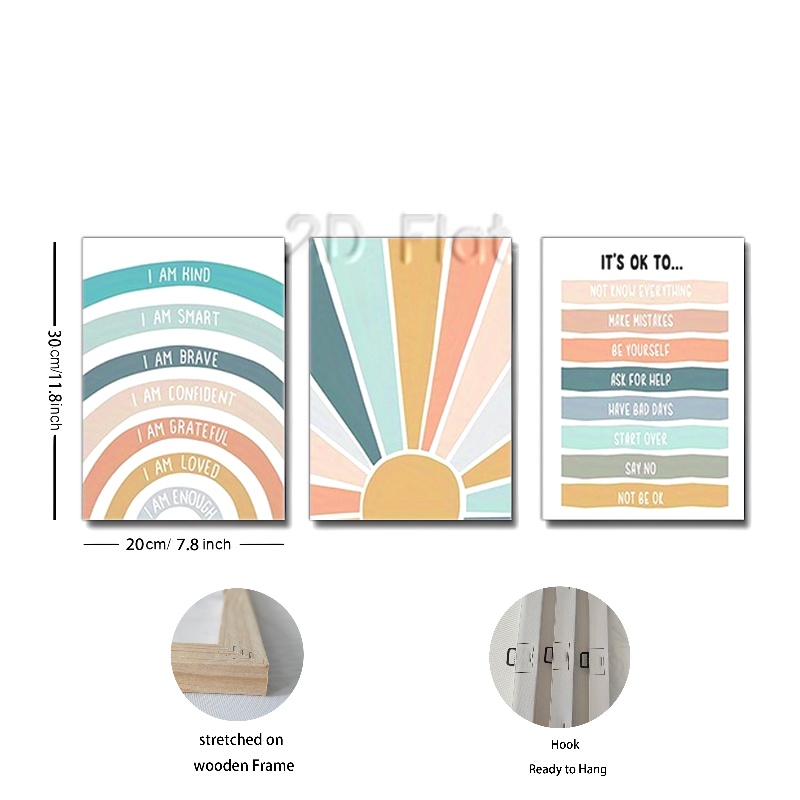 2D Flat
I AM KIND
I AM SMART
I AM BRAVE
I AM CONFIDENT
I AM GRATEFUL
I AM LOVED
I AM ENOUGH
IT'S OK TO...
NOT KNOW EVERYTHING
MAKE MISTAKES
BE YOURSELF
ASK FOR HELP
HAVE BAD DAYS
START OVER
SAY NO
NOT BE OK
30cm/11.8inch
20cm/ 7.8 inch
stretched on
wooden Frame
Hook
Ready to Hang